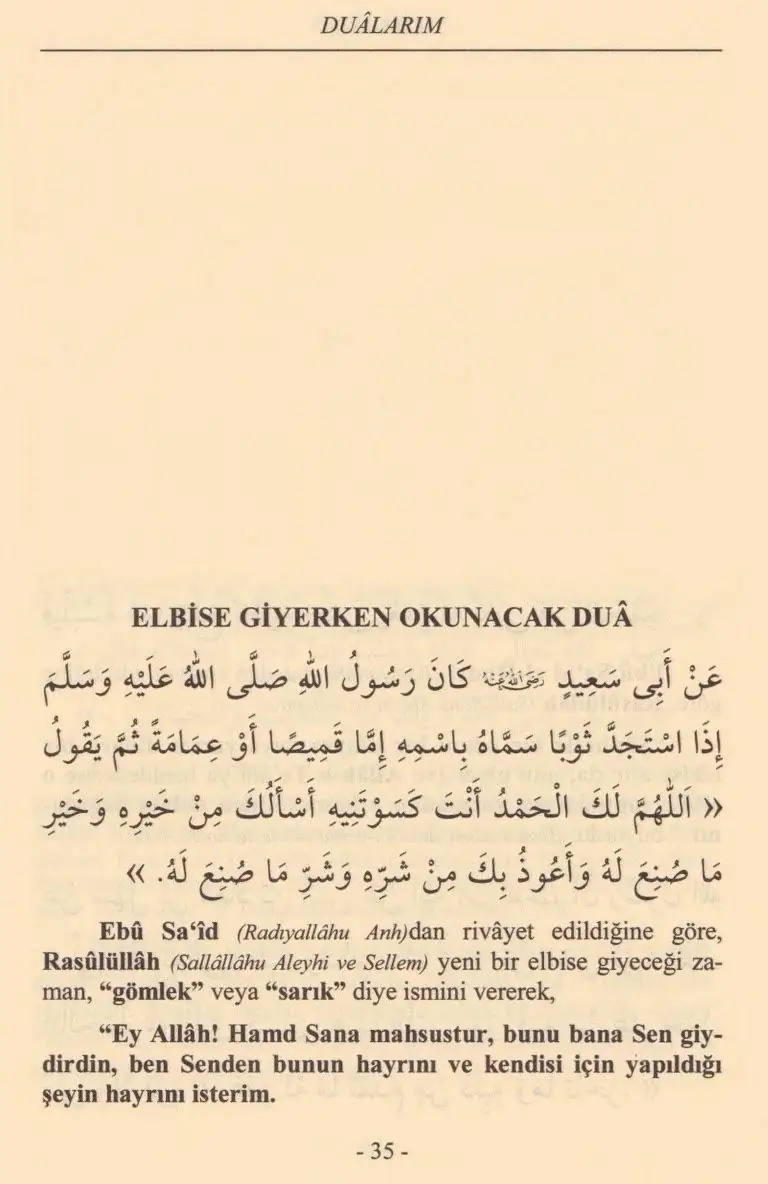 DUÂLARIM
ELBİSE GİYERKEN OKUNACAK DUÂ
عَنْ أَبِى سَعِيدٍ رَضِيَ اللهُ عَنْهُ كَانَ رَسُولُ اللهِ صَلَّى اللهُ عَلَيْهِ وَسَلَّمَ
إِذَا اسْتَجَدَّ ثَوْبًا سَمَّاهُ بِاسْمِهِ إِمَّا قَمِيصًا أَوْ عِمَامَةً ثُمَّ يَقُولُ
« اَللّٰهُمَّ لَكَ الْحَمْدُ أَنْتَ كَسَوْتَنِيهِ أَسْأَلُكَ مِنْ خَيْرِهِ وَخَيْرِ
مَا صُنِعَ لَهُ وَأَعُوذُ بِكَ مِنْ شَرِّهِ وَشَرِّ مَا صُنِعَ لَهُ. »
Ebû Sa‘îd (Radıyallâhu Anh)dan rivâyet edildiğine göre,
Rasûlüllâh (Sallâllâhu Aleyhi ve Sellem) yeni bir elbise giyeceği za-
man, “gömlek” veya “sarık” diye ismini vererek,
“Ey Allâh! Hamd Sana mahsustur, bunu bana Sen giy-
dirdin, ben Senden bunun hayrını ve kendisi için yapıldığı
şeyin hayrını isterim.
- 35 -